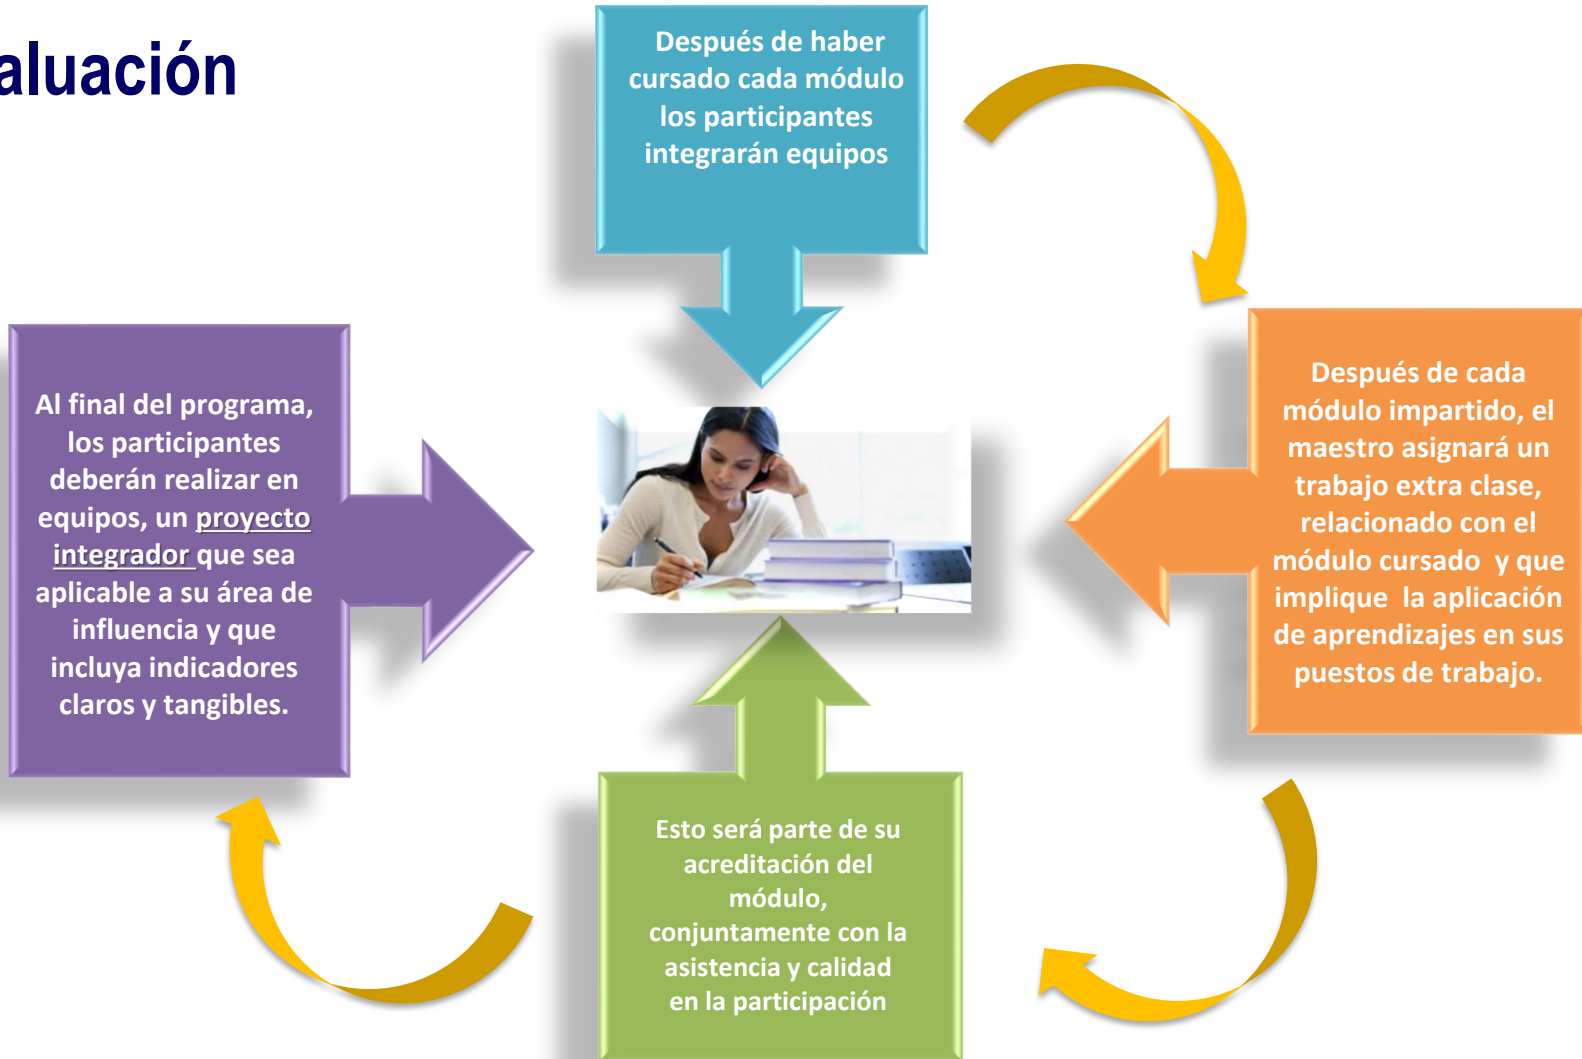 aluación
Después de haber
cursado cada módulo
los participantes
integrarán equipos
Después de cada
módulo impartido, el
maestro asignará un
trabajo extra clase,
relacionado con el
módulo cursado  y que
implique  la aplicación
de aprendizajes en sus
puestos de trabajo.
Esto será parte de su
acreditación del
módulo,
conjuntamente con la
asistencia y calidad
en la participación
Al final del programa,
los participantes
deberán realizar en
equipos, un proyecto
integrador que sea
aplicable a su área de
influencia y que
incluya indicadores
claros y tangibles.